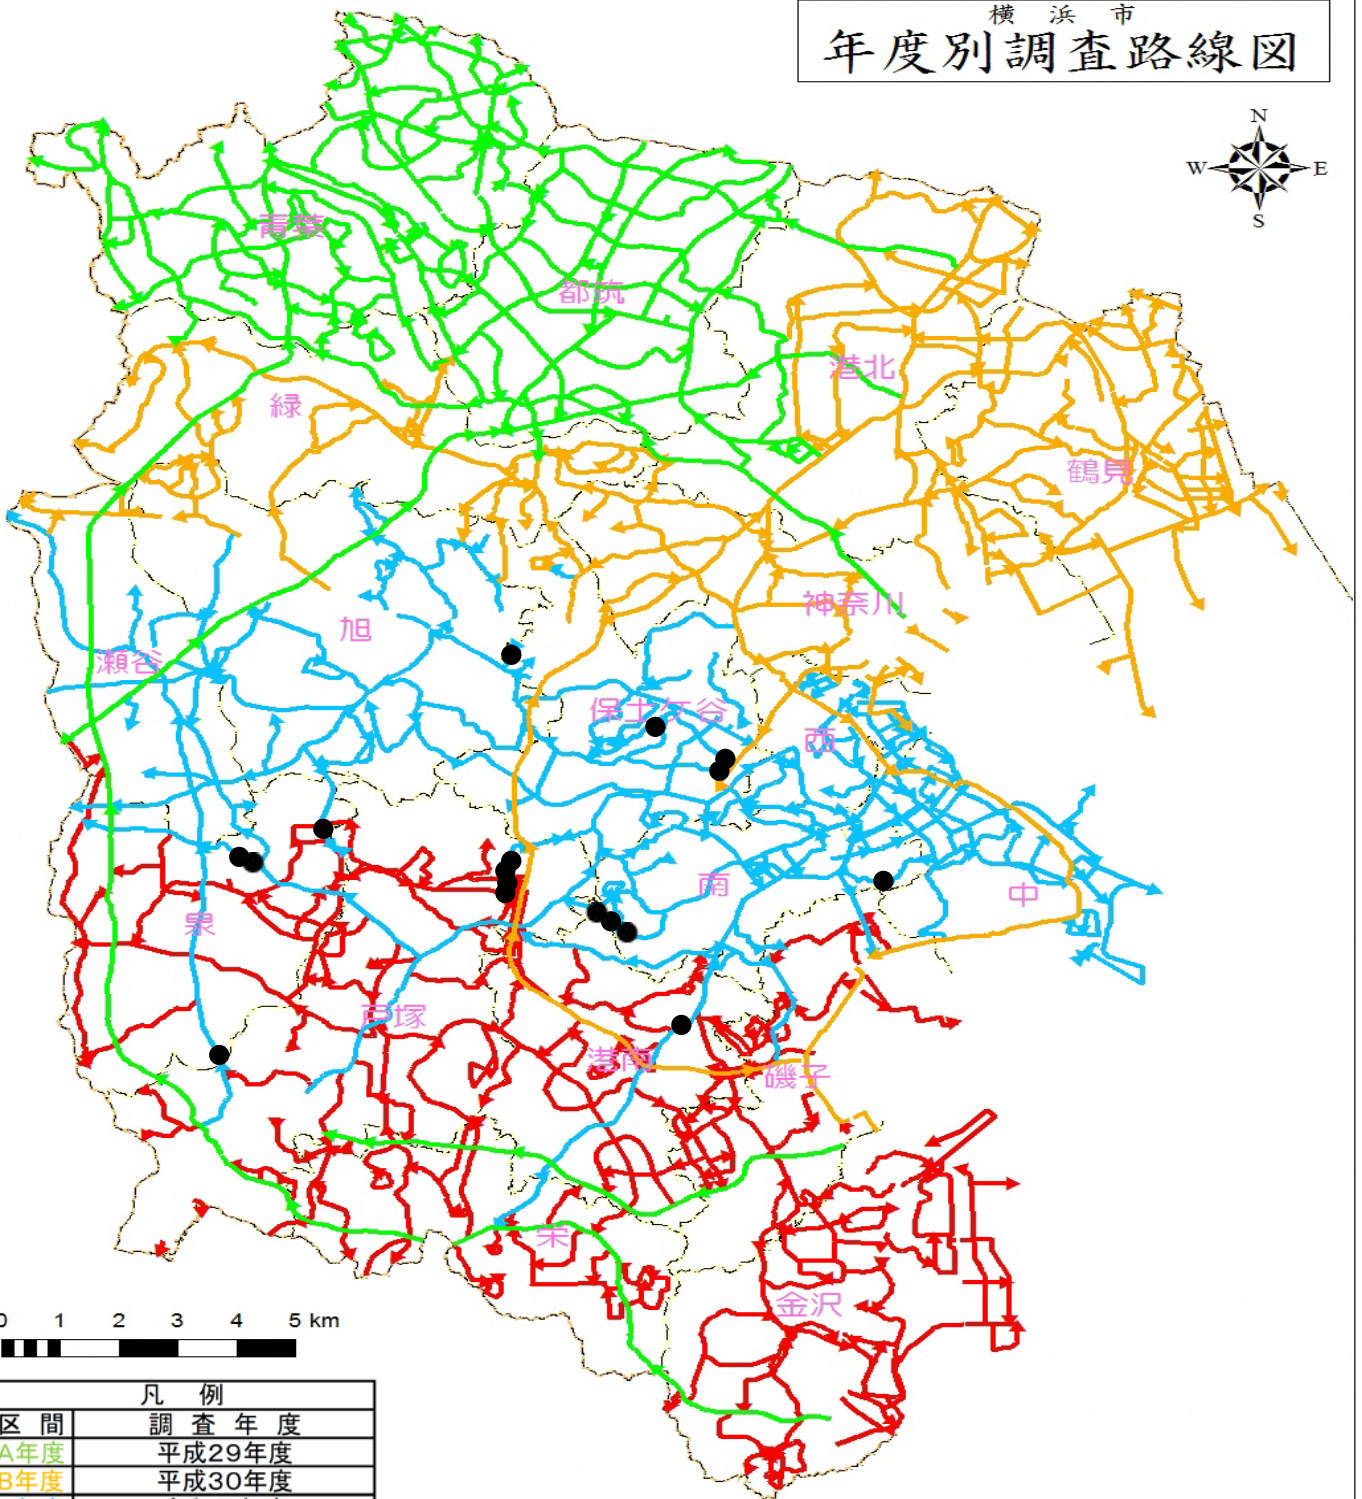 横浜市
年度別調査路線図
N
W
E
S
青葉
都筑
港北
緑
鶴見
神奈川
旭
瀬谷
保土ケ谷
西
南
中
泉
戸塚
港南
磯子
栄
金沢
0 1 2 3 4 5 km
凡例
区間 調査年度
A年度 平成29年度
B年度 平成30年度